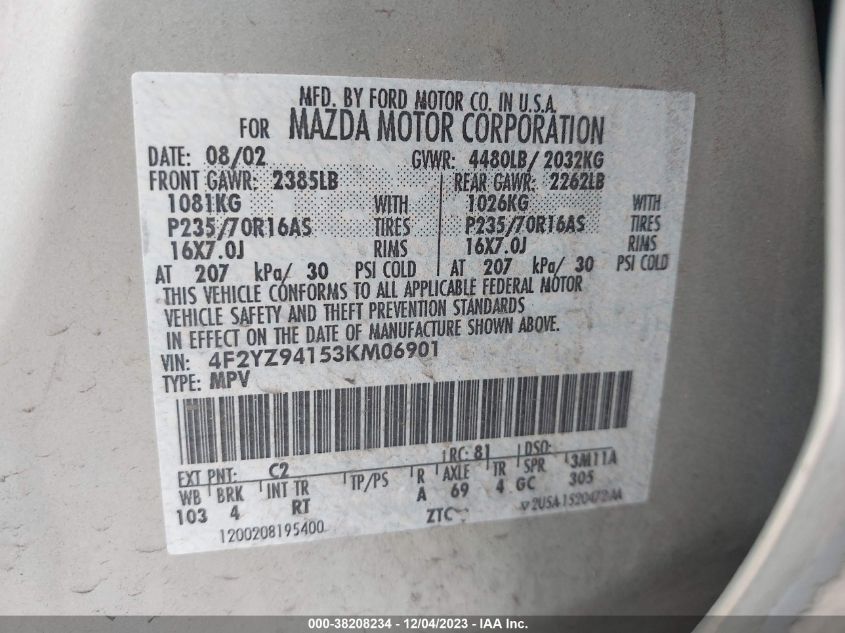 MFD. BY FORD MOTOR CO. IN U.S.A.
FOR MAZDA MOTOR CORPORATION
DATE: 08/02 GVWR: 4480LB/ 2032KG
FRONT GAWR: 2385LB REAR GAWR: 2262LB
1081KG WITH 1026KG WITH
P235/70R16AS TIRES P235/70R16AS TIRES
16X7.0J RIMS 16X7.0J RIMS
AT 207 kPa/ 30 PSI COLD AT 207 kPa/ 30 PSI COLD
THIS VEHICLE CONFORMS TO ALL APPLICABLE FEDERAL MOTOR
VEHICLE SAFETY AND THEFT PREVENTION STANDARDS
IN EFFECT ON THE DATE OF MANUFACTURE SHOWN ABOVE.
VIN: 4F2YZ94153KM06901
TYPE: MPV
EXT PNT: C2 RC: 81 DSO:
WB BRK INT TR TP/PS R AXLE TR SPR 3M11A
103 4 RT A 69 4 GC 305
1200208195400 ZTC
000-38208234 - 12/04/2023 - IAA Inc.